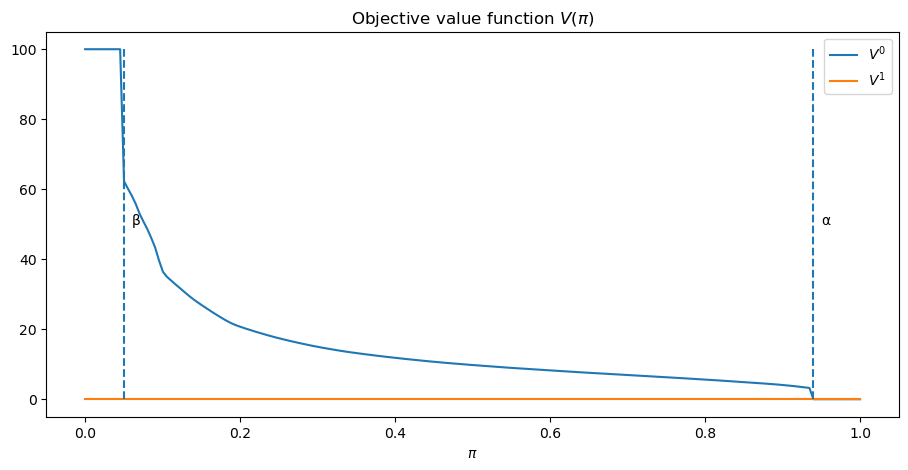 Objective value function V(π)
V⁰
V¹
100
80
60
40
20
0
β
α
0.0 0.2 0.4 0.6 0.8 1.0
π